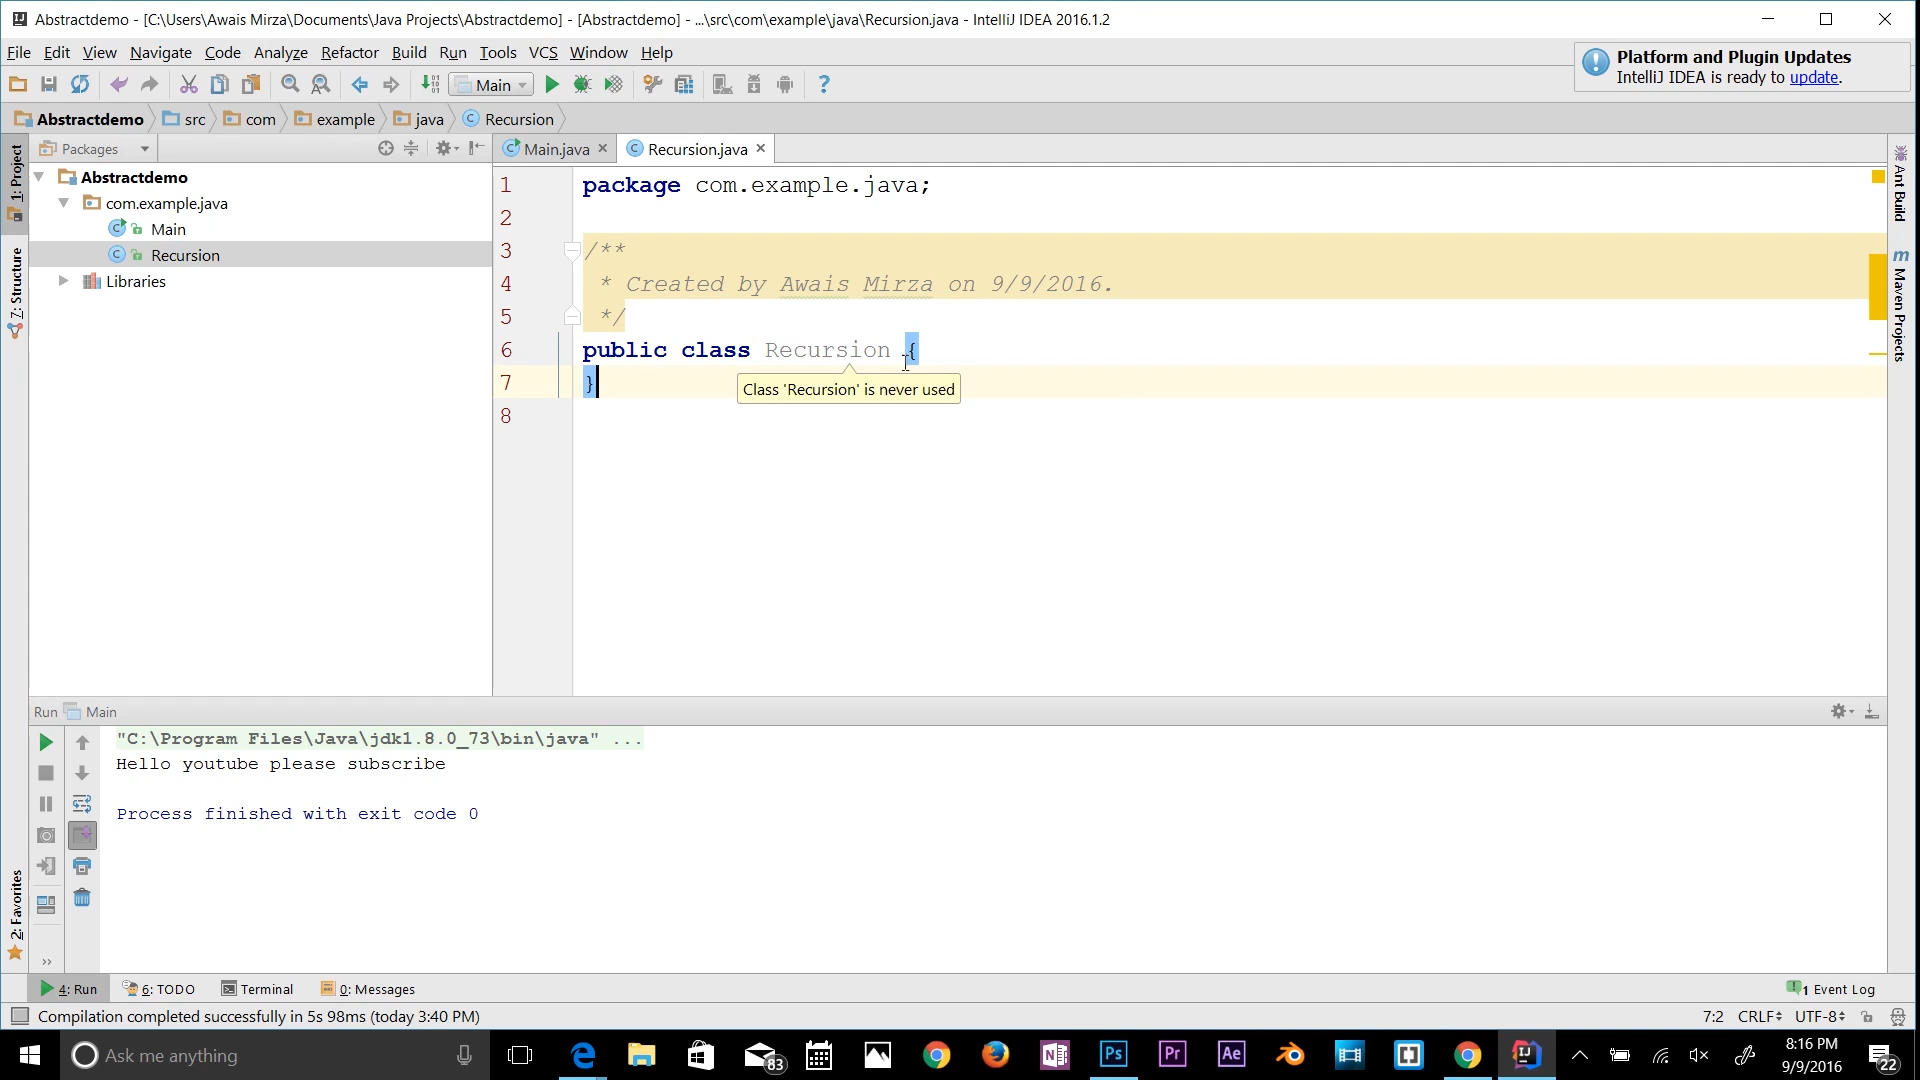 Abstractdemo - [C:\Users\Awais Mirza\Documents\Java Projects\Abstractdemo] - [Abstractdemo] - ...\src\com\example\java\Recursion.java - IntelliJ IDEA 2016.1.2
File Edit View Navigate Code Analyze Refactor Build Run Tools VCS Window Help
Platform and Plugin Updates
IntelliJ IDEA is ready to update.
Main
Abstractdemo src com example java Recursion
Packages
Main.java
Recursion.java
1: Project
7: Structure
2: Favorites
Abstractdemo
com.example.java
Main
Recursion
Libraries
1 package com.example.java;
2
3 /**
4 * Created by Awais Mirza on 9/9/2016.
5 */
6 public class Recursion {
7 }
8
Class 'Recursion' is never used
Ant Build
Maven Projects
Run Main
"C:\Program Files\Java\jdk1.8.0_73\bin\java" ...
Hello youtube please subscribe
Process finished with exit code 0
4: Run 6: TODO Terminal 0: Messages
1 Event Log
Compilation completed successfully in 5s 98ms (today 3:40 PM)
7:2 CRLF UTF-8
Ask me anything
83
8:16 PM
9/9/2016
22